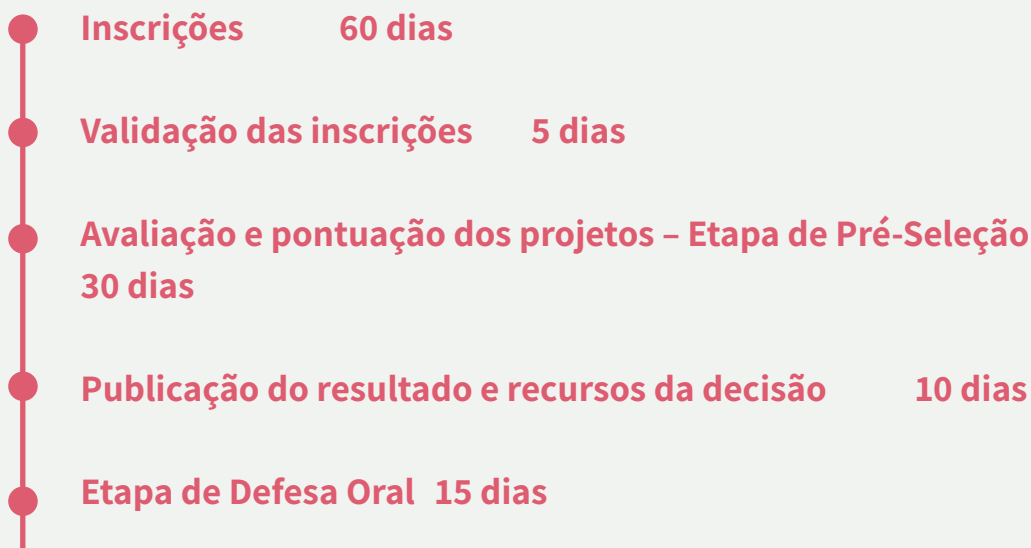 Inscrições 60 dias
Validação das inscrições 5 dias
Avaliação e pontuação dos projetos – Etapa de Pré-Seleção
30 dias
Publicação do resultado e recursos da decisão 10 dias
Etapa de Defesa Oral 15 dias